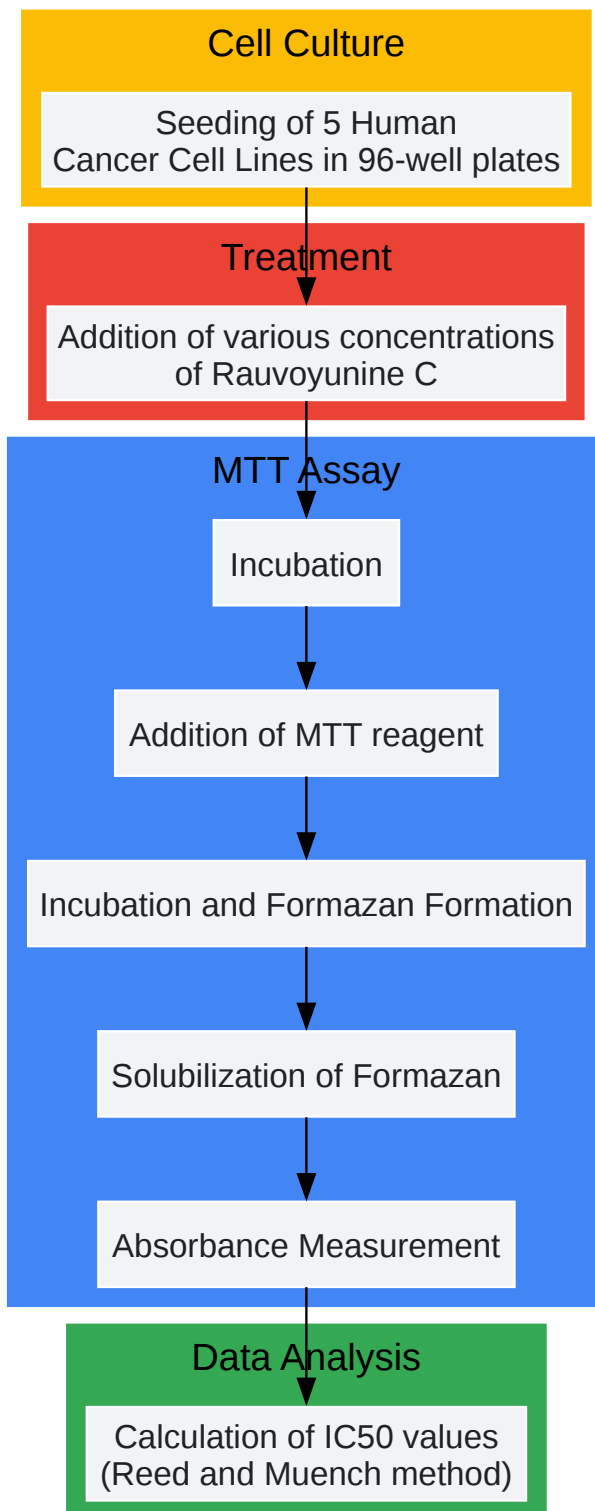 Cell Culture
Seeding of 5 Human
Cancer Cell Lines in 96-well plates
Treatment
Addition of various concentrations
of Rauvoyunine C
MTT Assay
Incubation
Addition of MTT reagent
Incubation and Formazan Formation
Solubilization of Formazan
Absorbance Measurement
Data Analysis
Calculation of IC50 values
(Reed and Muench method)